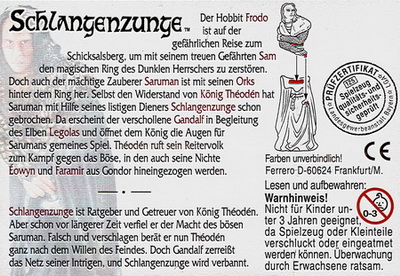 Schlangenzunge™
Der Hobbit Frodo
ist auf der
gefährlichen Reise zum
Schicksalsberg, um mit seinem treuen Gefährten Sam
den magischen Ring des Dunklen Herrschers zu zerstören.
Doch auch der mächtige Zauberer Saruman ist mit seinen Orks
hinter dem Ring her. Selbst den Widerstand von König Théodén hat
Saruman mit Hilfe seines listigen Dieners Schlangenzunge schon
gebrochen. Da erscheint der verschollene Gandalf in Begleitung
des Elben Legolas und öffnet dem König die Augen für
Sarumans gemeines Spiel. Théodén ruft sein Reitervolk
zum Kampf gegen das Böse, in den auch seine Nichte
Éowyn und Faramir aus Gondor hineingezogen werden.
Schlangenzunge ist Ratgeber und Getreuer von König Théodén.
Aber schon vor längerer Zeit verfiel er der Macht des bösen
Saruman. Falsch und verschlagen berät er nun Théodén
ganz nach dem Willen des Feindes. Doch Gandalf zerreißt
das Netz seiner Intrigen, und Schlangenzunge wird verbannt.
PRÜFZERTIFIKAT
Spielzeug
qualitäts- und
sicherheits-
geprüft
Landesgewerbeanstalt Bayern
CE
Farben unverbindlich!
Ferrero D-60624 Frankfurt/M.
Lesen und aufbewahren:
Warnhinweis!
Nicht für Kinder un-
ter 3 Jahren geeignet,
da Spielzeug oder Kleinteile
verschluckt oder eingeatmet
werden können. Überwachung
durch Erwachsene ratsam.
0-3